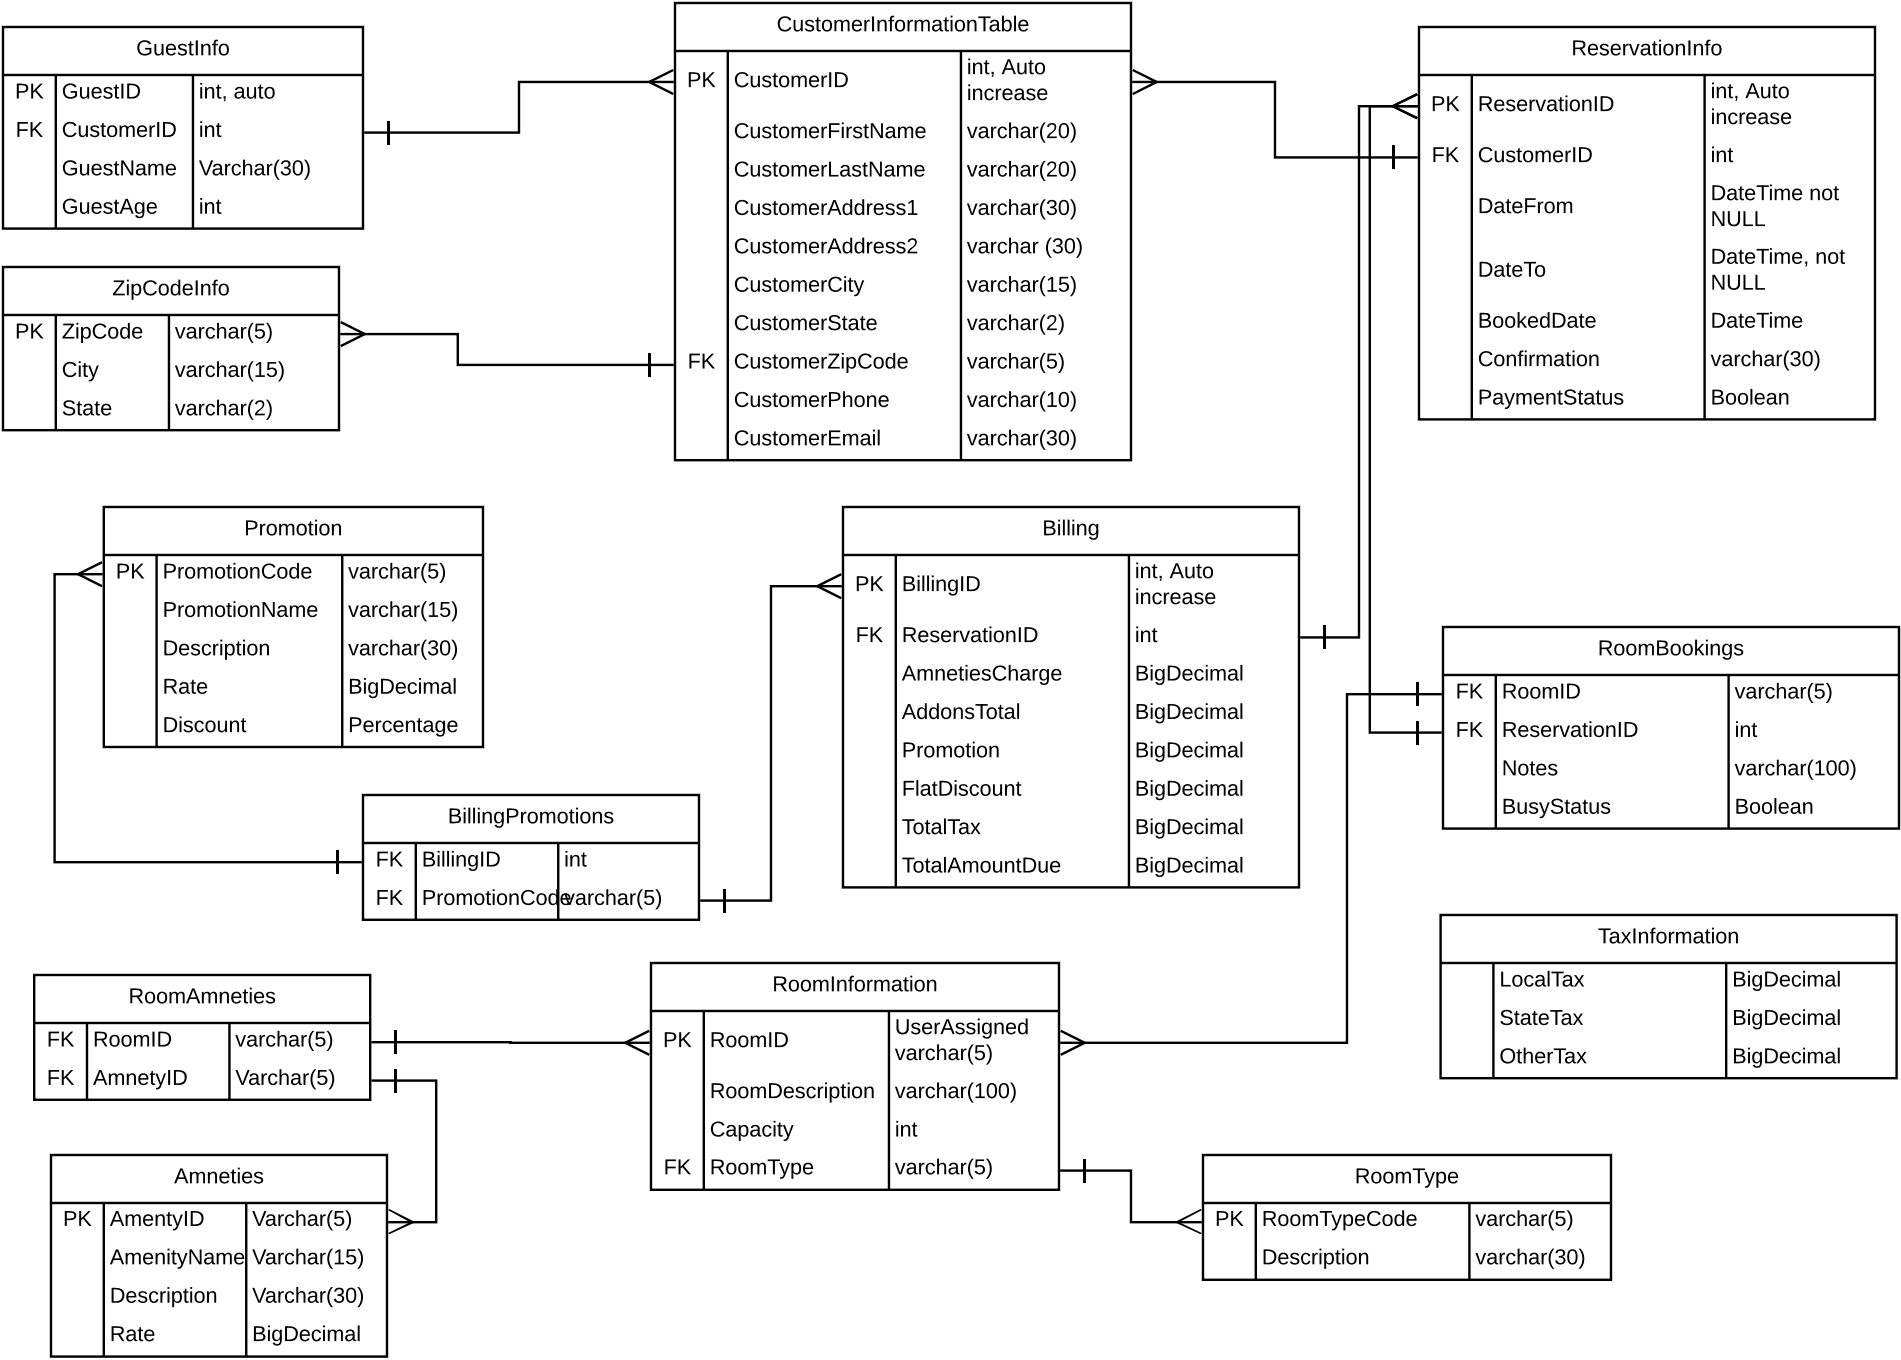 GuestInfo
PK GuestID int, auto
FK CustomerID int
GuestName Varchar(30)
GuestAge int
ZipCodeInfo
PK ZipCode varchar(5)
City varchar(15)
State varchar(2)
CustomerInformationTable
PK CustomerID int, Auto
increase
CustomerFirstName varchar(20)
CustomerLastName varchar(20)
CustomerAddress1 varchar(30)
CustomerAddress2 varchar (30)
CustomerCity varchar(15)
CustomerState varchar(2)
FK CustomerZipCode varchar(5)
CustomerPhone varchar(10)
CustomerEmail varchar(30)
ReservationInfo
PK ReservationID int, Auto
increase
FK CustomerID int
DateFrom DateTime not
NULL
DateTo DateTime, not
NULL
BookedDate DateTime
Confirmation varchar(30)
PaymentStatus Boolean
Promotion
PK PromotionCode varchar(5)
PromotionName varchar(15)
Description varchar(30)
Rate BigDecimal
Discount Percentage
BillingPromotions
FK BillingID int
FK PromotionCode varchar(5)
Billing
PK BillingID int, Auto
increase
FK ReservationID int
AmnetiesCharge BigDecimal
AddonsTotal BigDecimal
Promotion BigDecimal
FlatDiscount BigDecimal
TotalTax BigDecimal
TotalAmountDue BigDecimal
RoomBookings
FK RoomID varchar(5)
FK ReservationID int
Notes varchar(100)
BusyStatus Boolean
TaxInformation
LocalTax BigDecimal
StateTax BigDecimal
OtherTax BigDecimal
RoomAmneties
FK RoomID varchar(5)
FK AmnetyID Varchar(5)
Amneties
PK AmentyID Varchar(5)
AmenityName Varchar(15)
Description Varchar(30)
Rate BigDecimal
RoomInformation
PK RoomID UserAssigned
varchar(5)
RoomDescription varchar(100)
Capacity int
FK RoomType varchar(5)
RoomType
PK RoomTypeCode varchar(5)
Description varchar(30)